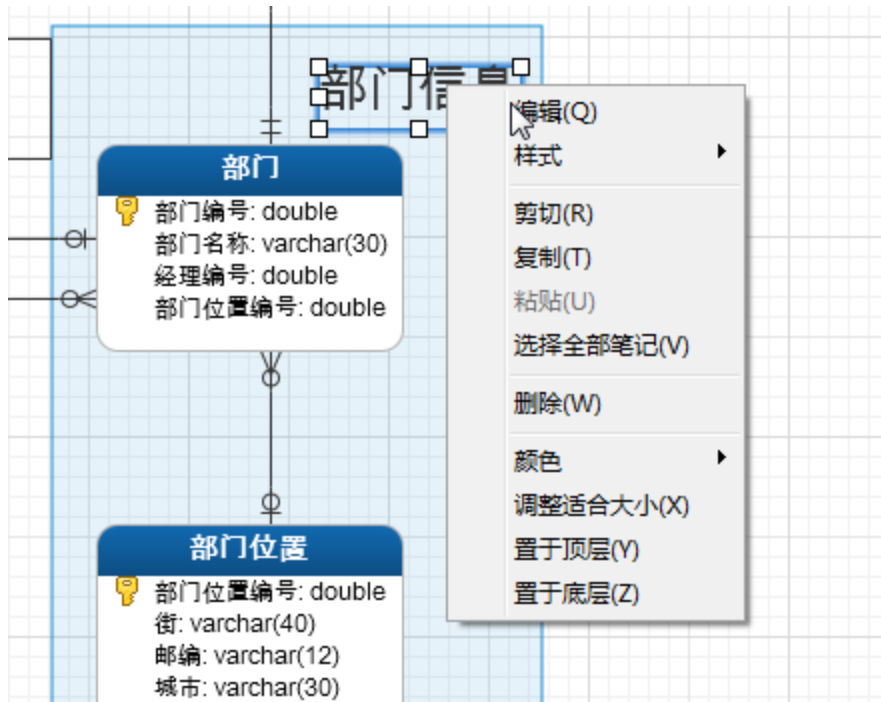 部门信息
编辑(Q)
样式
剪切(R)
复制(T)
粘贴(U)
选择全部笔记(V)
删除(W)
颜色
调整适合大小(X)
置于顶层(Y)
置于底层(Z)
部门
部门编号: double
部门名称: varchar(30)
经理编号: double
部门位置编号: double
部门位置
部门位置编号: double
街: varchar(40)
邮编: varchar(12)
城市: varchar(30)